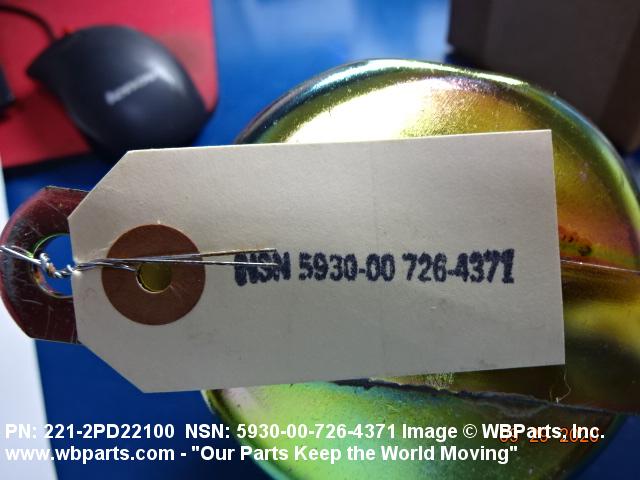 lenovo
NSN 5930-00 726-4371
PN: 221-2PD22100 NSN: 5930-00-726-4371 Image © WBParts, Inc.
www.wbparts.com - "Our Parts Keep the World Moving"